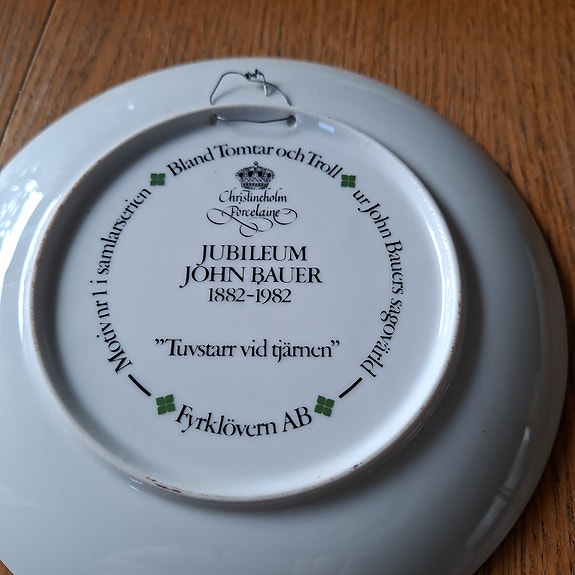 Motiv nr 1 i samlarserien
Bland Tomtar och Troll
ur John Bauers sagovärld
Christineholm
Porcelaine
JUBILEUM
JOHN BAUER
1882-1982
"Tuvstarr vid tjärnen"
Fyrklövern AB